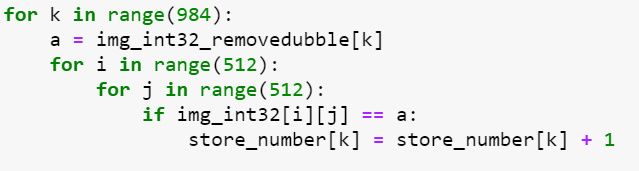 for k in range(984):
    a = img_int32_removedubble[k]
    for i in range(512):
        for j in range(512):
            if img_int32[i][j] == a:
                store_number[k] = store_number[k] + 1